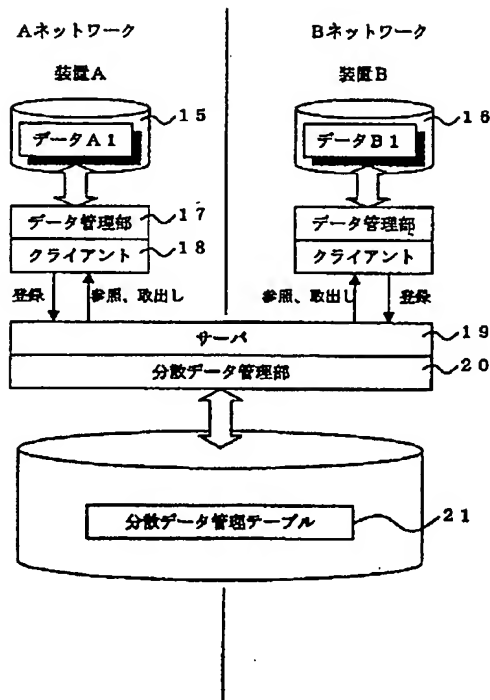 Aネットワーク
Bネットワーク
装置A
装置B
15
16
データA1
データB1
データ管理部
17
データ管理部
クライアント
18
クライアント
登録
参照、取出し
参照、取出し
登録
サーバ
19
分散データ管理部
20
分散データ管理テーブル
21